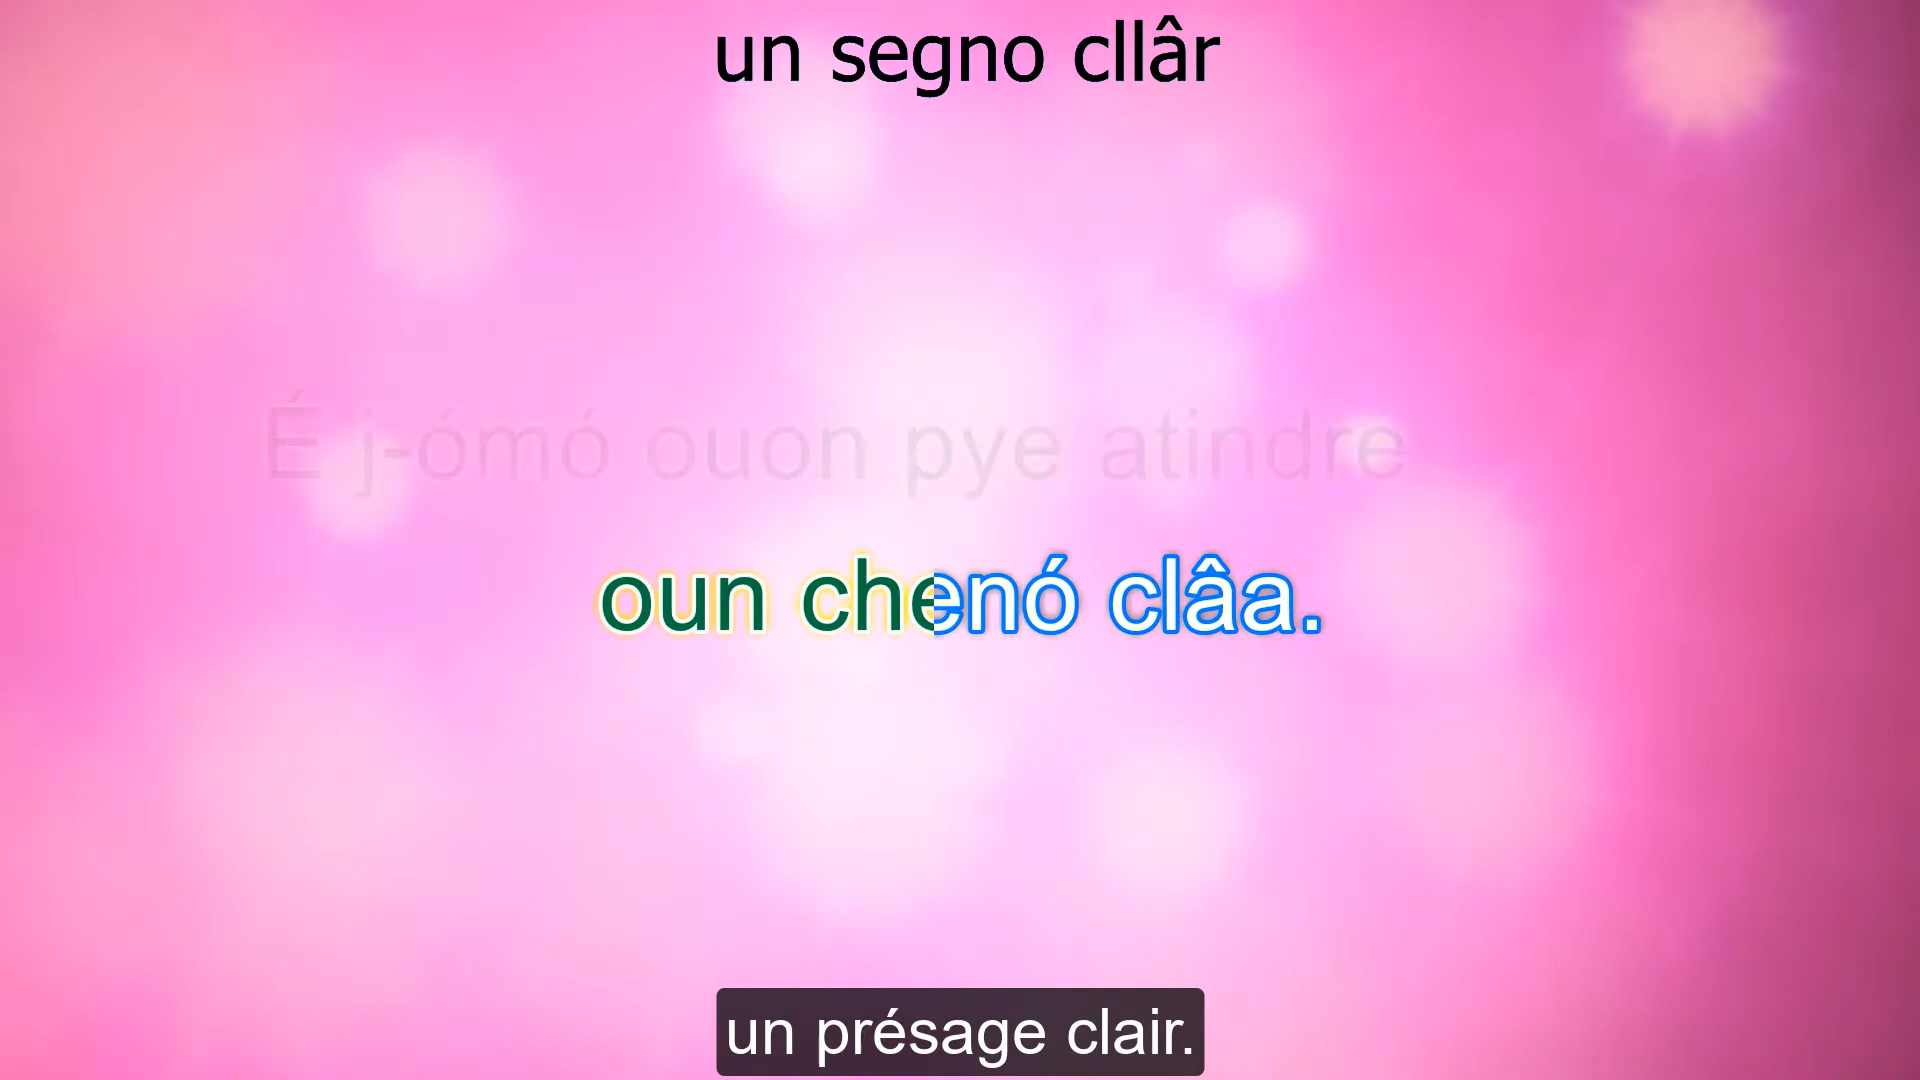 un segno cllâr
É j-ómó ouon pye atindre
oun chenó clâa.
un présage clair.